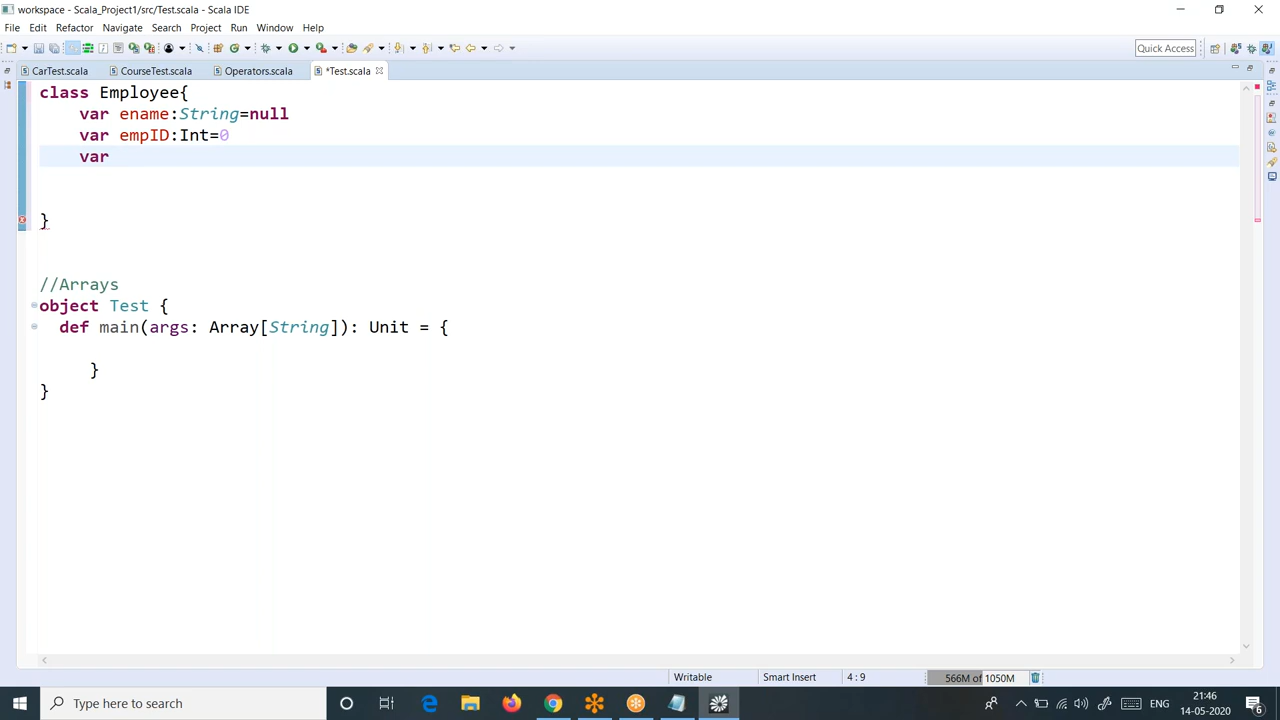 workspace - Scala_Project1/src/Test.scala - Scala IDE
File Edit Refactor Navigate Search Project Run Window Help
Quick Access
CarTest.scala CourseTest.scala Operators.scala *Test.scala
class Employee{
var ename:String=null
var empID:Int=0
var
}
//Arrays
object Test {
def main(args: Array[String]): Unit = {
}
}
Writable Smart Insert 4 : 9 566M of 1050M
Type here to search ENG 21:46
14-05-2020 6